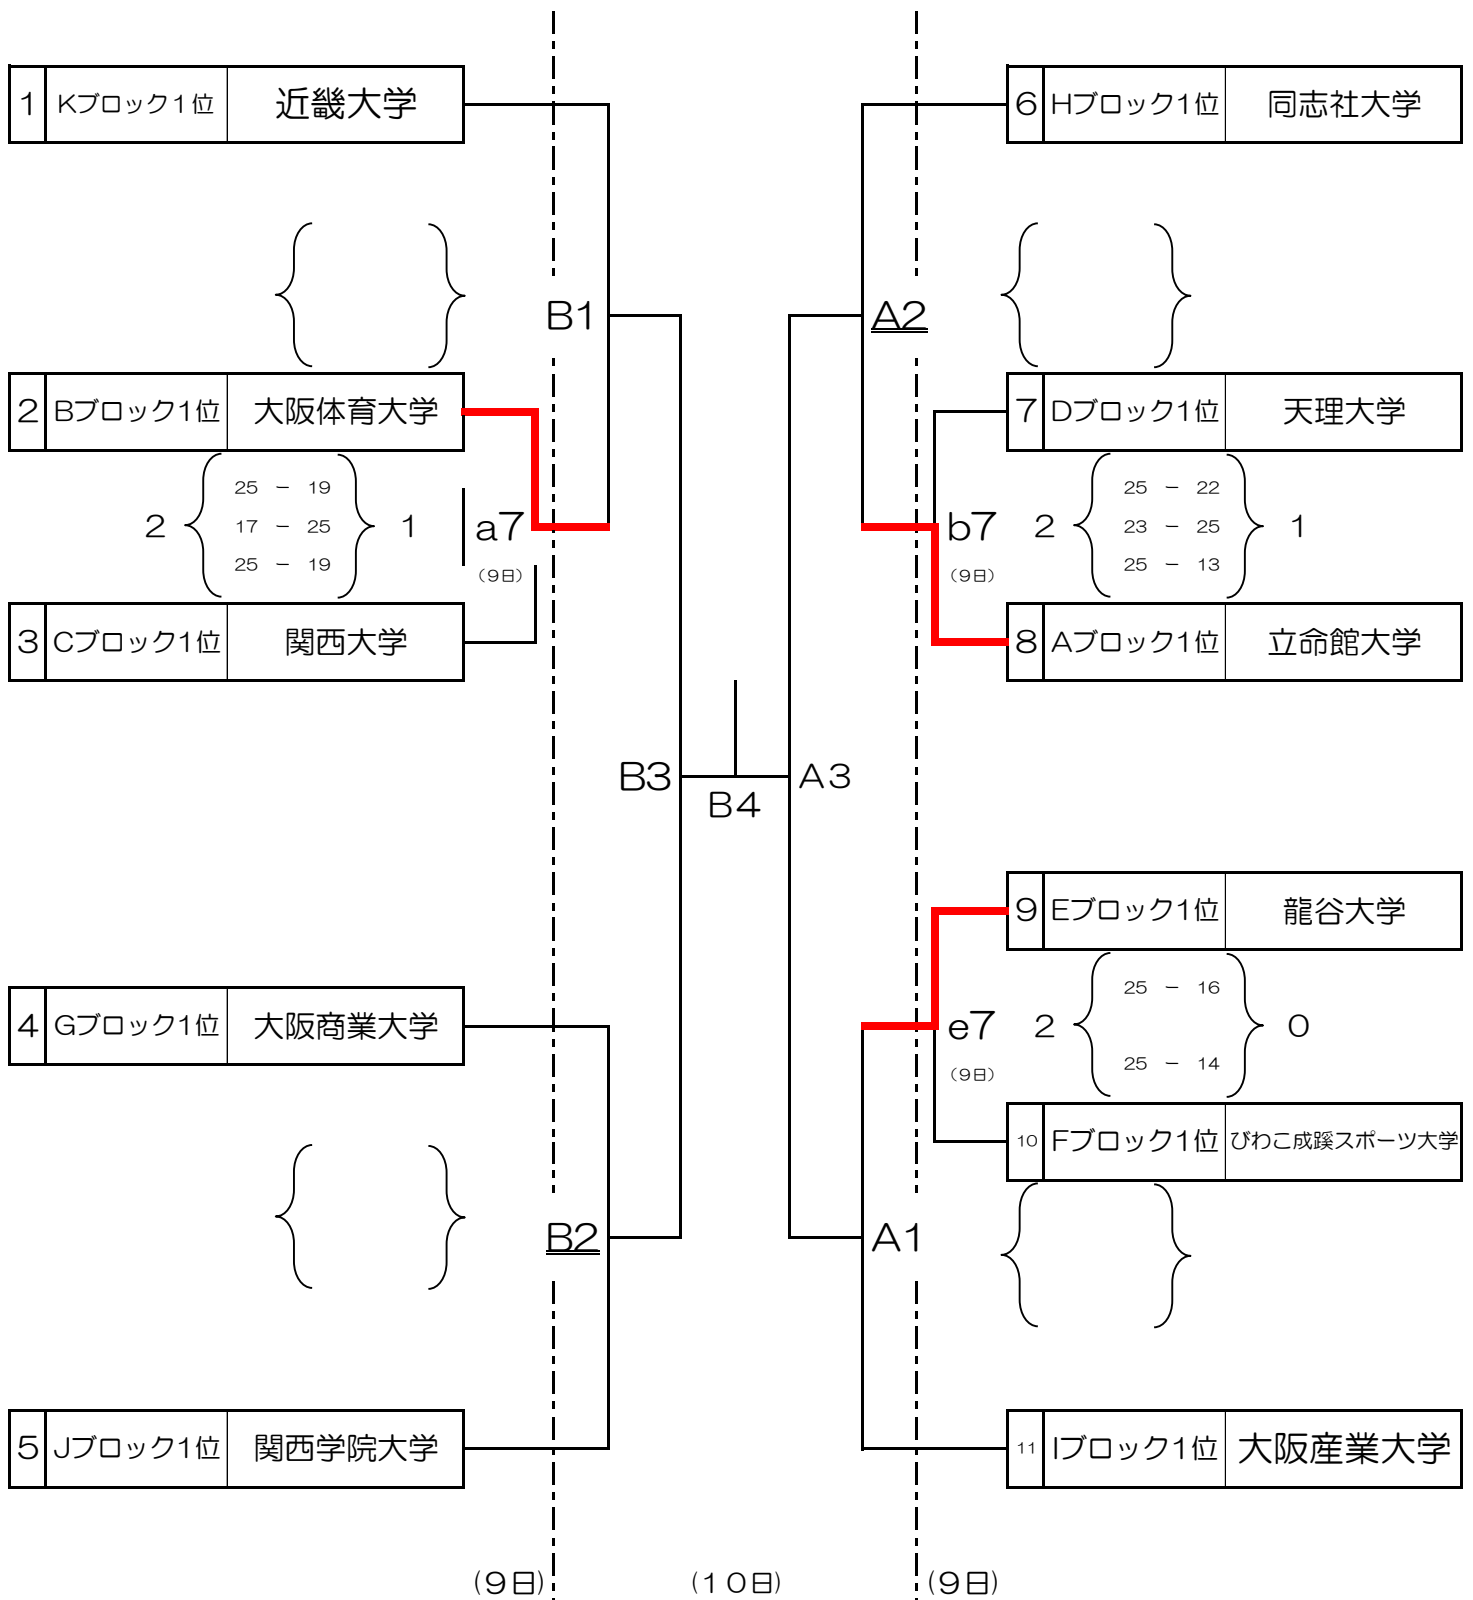 1 Kブロック１位 近畿大学
6 Hブロック1位 同志社大学
B1
A2
2 Bブロック1位 大阪体育大学
7 Dブロック1位 天理大学
25 － 19
17 － 25
25 － 19
2
1
a7
(9日)
25 － 22
23 － 25
25 － 13
b7
(9日)
2
1
3 Cブロック1位 関西大学
8 Aブロック1位 立命館大学
B3
B4
A3
9 Eブロック1位 龍谷大学
4 Gブロック1位 大阪商業大学
25 － 16
25 － 14
e7
(9日)
2
0
10 Fブロック1位 びわこ成蹊スポーツ大学
B2
A1
5 Jブロック1位 関西学院大学
11 Iブロック1位 大阪産業大学
(9日)
(１０日)
(9日)